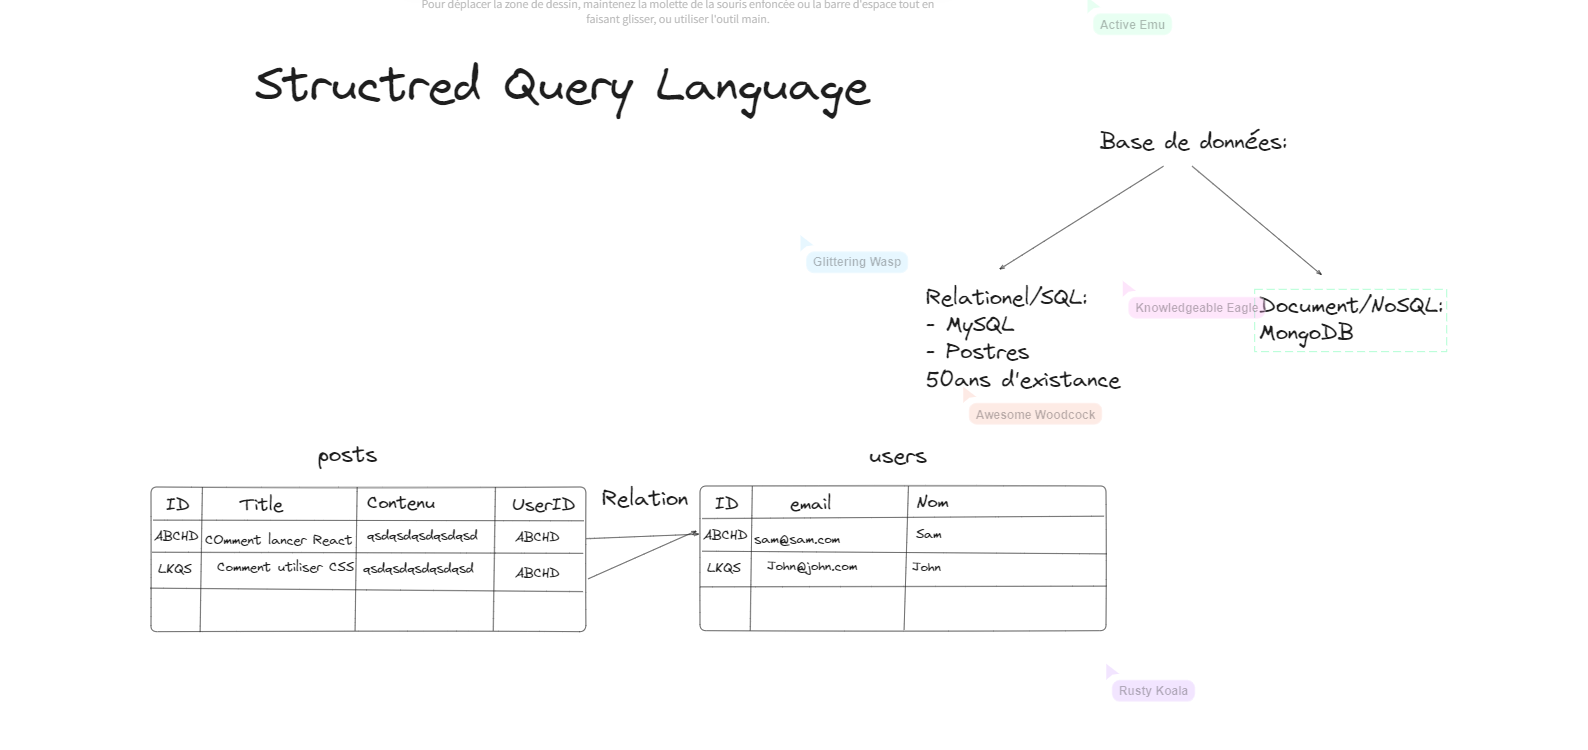 Pour déplacer la zone de dessin, maintenez la molette de la souris enfoncée ou la barre d'espace tout en
faisant glisser, ou utiliser l'outil main.
Active Emu
Structred Query Language
Base de données:
Glittering Wasp
Relationel/SQL:
- MySQL
- Postres
50ans d'existance
Knowledgeable Eagle
Document/NoSQL:
MongoDB
Awesome Woodcock
posts
ID Title Contenu UserID
ABCHD COmment lancer React qsdqsdqsdqsdqsd ABCHD
LKQS Comment utiliser CSS qsdqsdqsdqsdqsd ABCHD
Relation
users
ID email Nom
ABCHD sam@sam.com Sam
LKQS John@john.com John
Rusty Koala